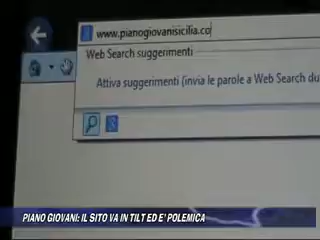 www.pianogiovanisicilia.co
Web Search suggerimenti
Attiva suggerimenti (invia le parole a Web Search du
PIANO GIOVANI: IL SITO VA IN TILT ED E' POLEMICA